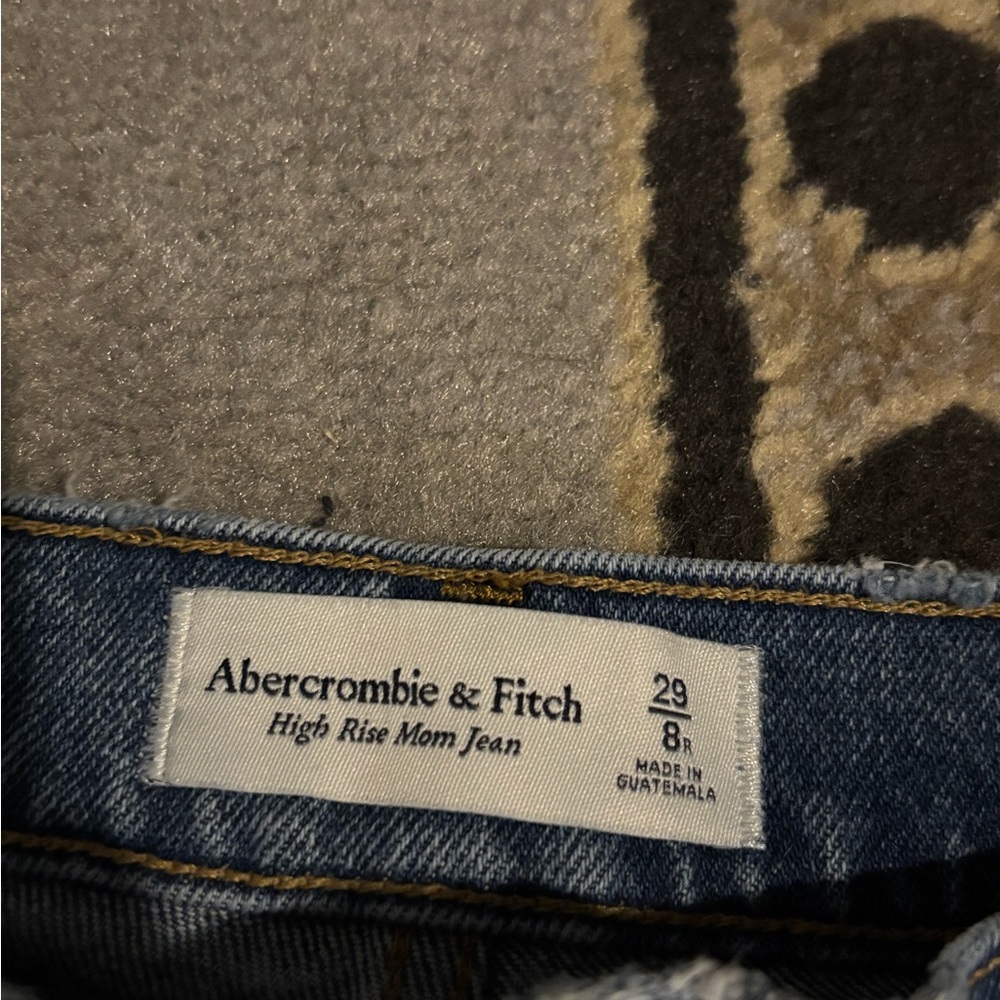 Abercrombie & Fitch
High Rise Mom Jean
29
8R
MADE IN
GUATEMALA